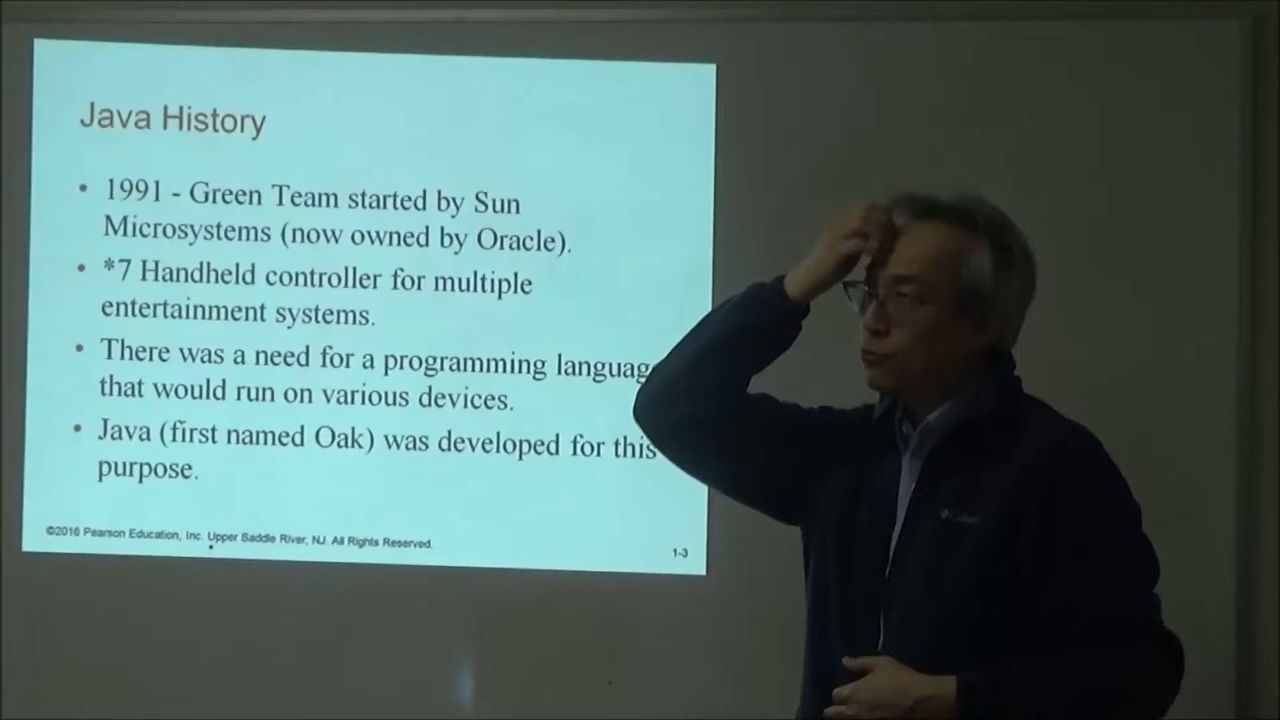 Java History
• 1991 - Green Team started by Sun
Microsystems (now owned by Oracle).
• *7 Handheld controller for multiple
entertainment systems.
• There was a need for a programming language
that would run on various devices.
• Java (first named Oak) was developed for this
purpose.
©2016 Pearson Education, Inc. Upper Saddle River, NJ. All Rights Reserved.
1-3